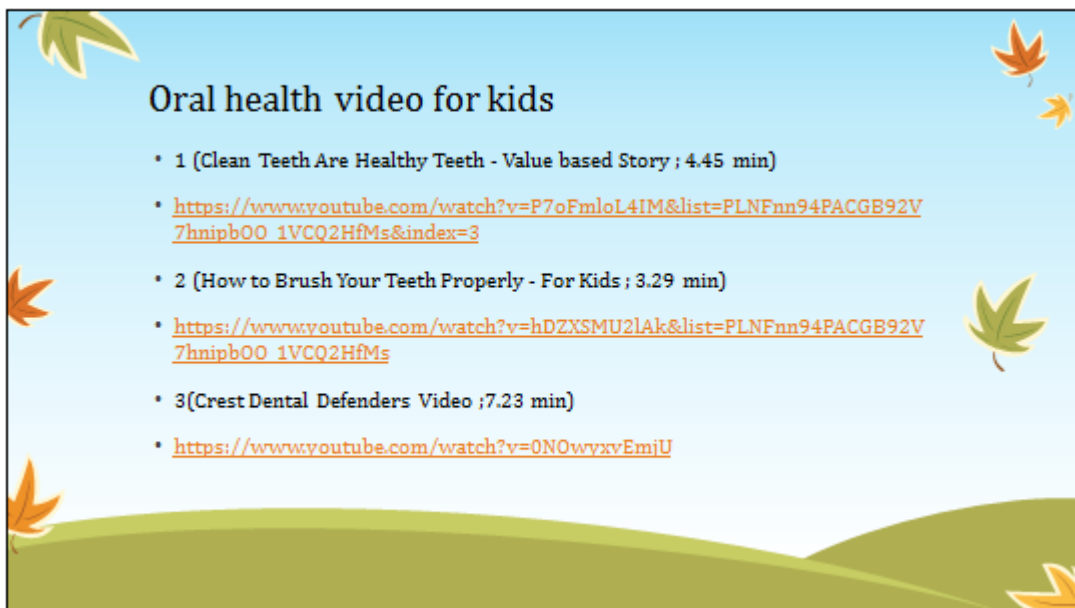 Oral health video for kids
• 1 (Clean Teeth Are Healthy Teeth - Value based Story ; 4.45 min)
• https://www.youtube.com/watch?v=P7oFmloL4IM&list=PLNFnn94PACGB92V
7hnipbOO_1VCQ2HfMs&index=3
• 2 (How to Brush Your Teeth Properly - For Kids ; 3.29 min)
• https://www.youtube.com/watch?v=hDZXSMU2lAk&list=PLNFnn94PACGB92V
7hnipbOO_1VCQ2HfMs
• 3(Crest Dental Defenders Video ;7.23 min)
• https://www.youtube.com/watch?v=0NOwyxvEmjU